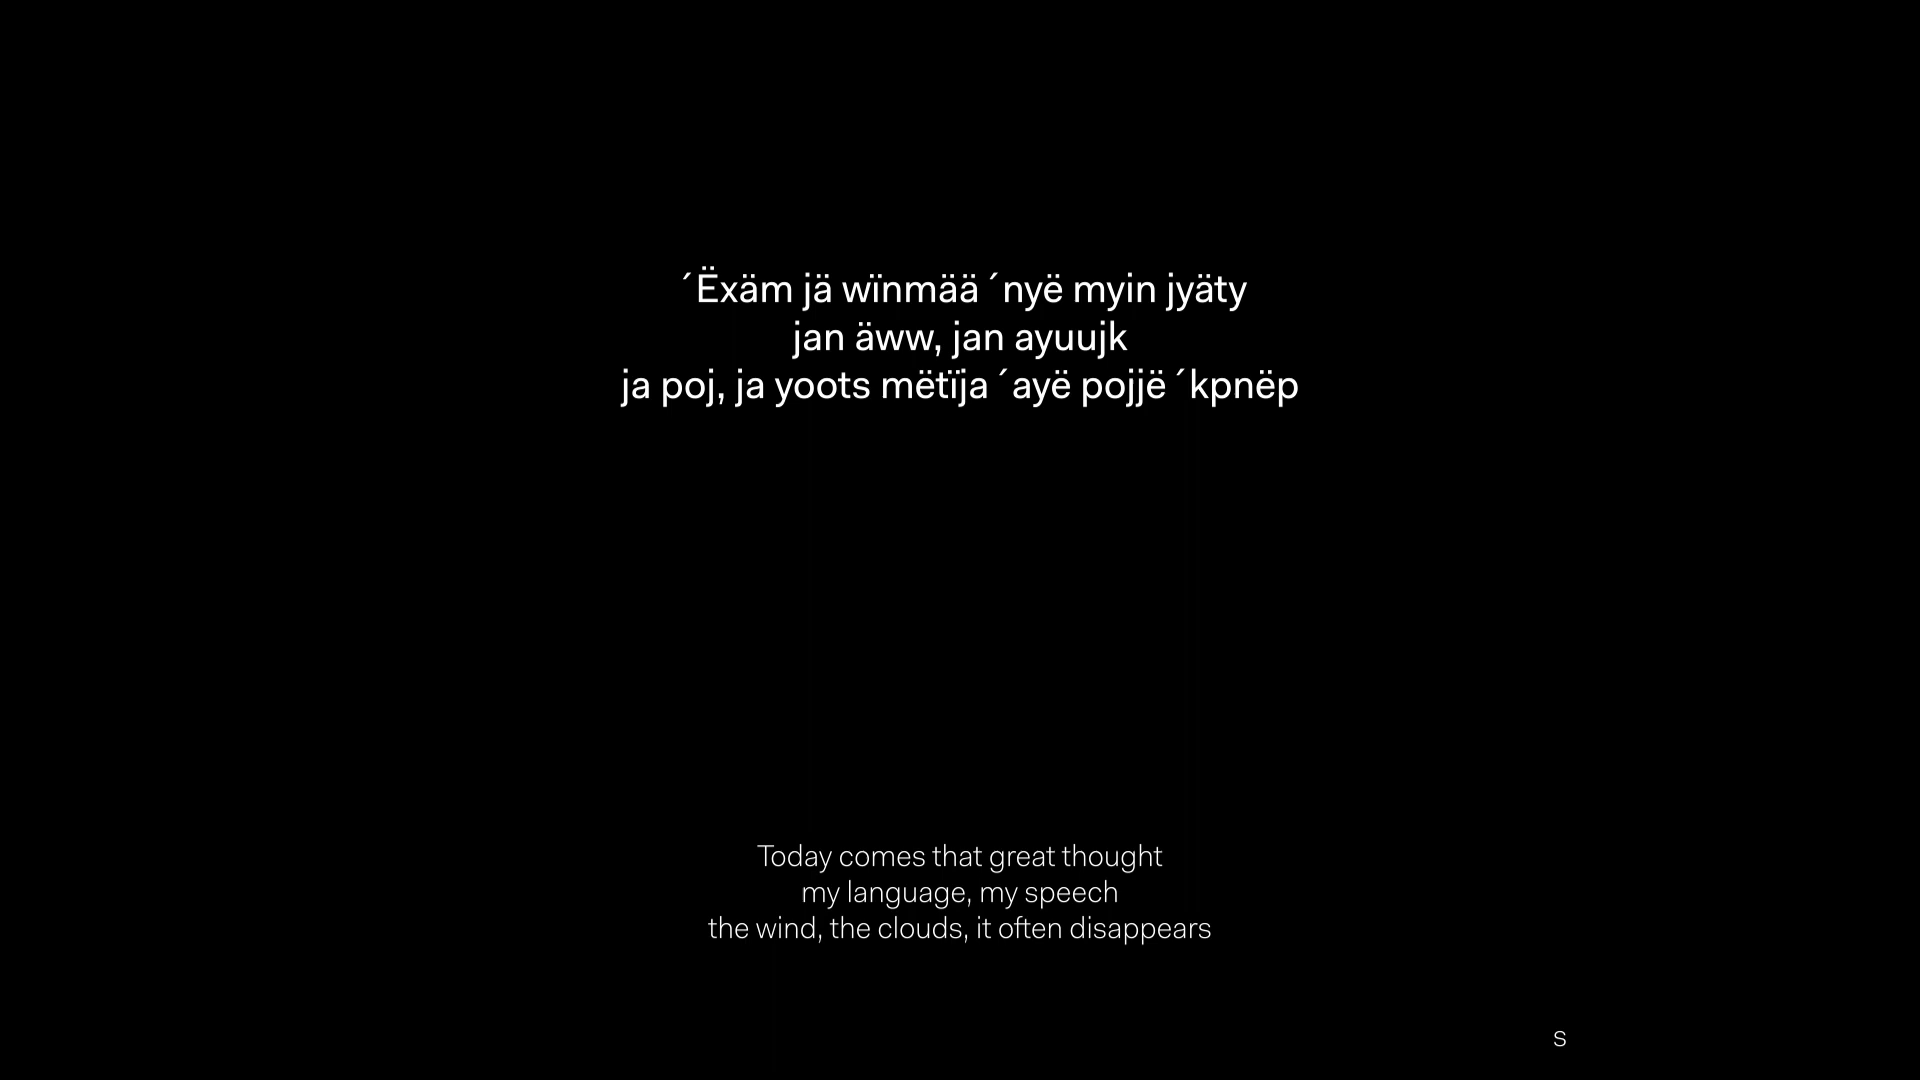 ´Ëxäm jä wïnmää ´nyë myin jyäty
jan äww, jan ayuujk
ja poj, ja yoots mëtïja ´ayë pojjë ´kpnëp
Today comes that great thought
my language, my speech
the wind, the clouds, it often disappears
S